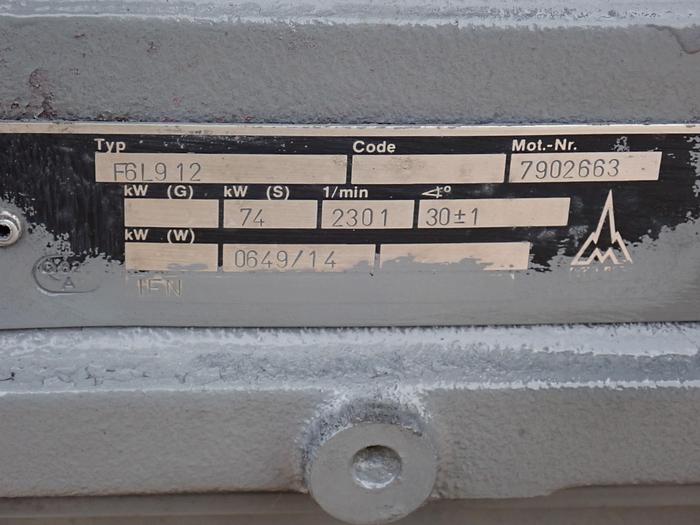 Typ Code Mot.-Nr.
F6L912 7902663
kW (G) kW (S) 1/min ∢°
74 2301 30±1
kW (W)
0649/14
A